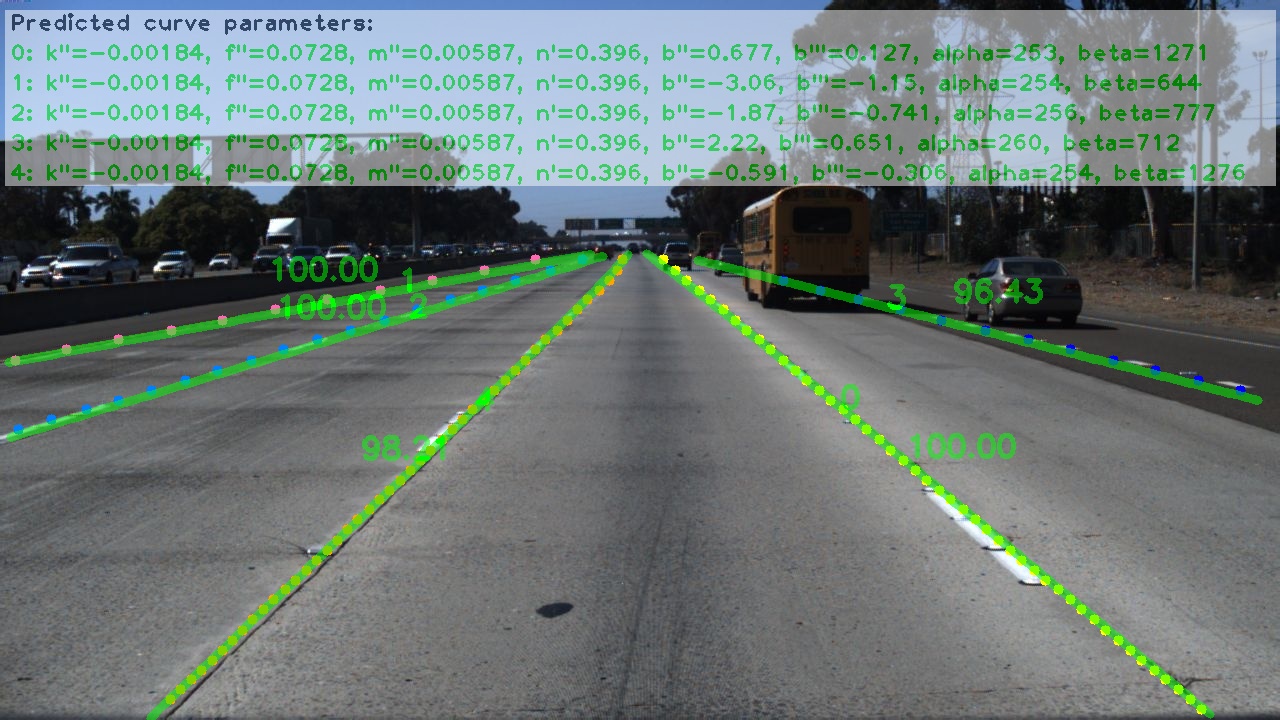 Predicted curve parameters:
0: k''=-0.00184, f''=0.0728, m''=0.00587, n'=0.396, b''=0.677, b'''=0.127, alpha=253, beta=1271
1: k''=-0.00184, f''=0.0728, m''=0.00587, n'=0.396, b''=-3.06, b'''=-1.15, alpha=254, beta=644
2: k''=-0.00184, f''=0.0728, m''=0.00587, n'=0.396, b''=-1.87, b'''=-0.741, alpha=256, beta=777
3: k''=-0.00184, f''=0.0728, m''=0.00587, n'=0.396, b''=2.22, b'''=0.651, alpha=260, beta=712
4: k''=-0.00184, f''=0.0728, m''=0.00587, n'=0.396, b''=-0.591, b'''=-0.306, alpha=254, beta=1276
100.00 1
100.00 2
3 96.43
0
100.00